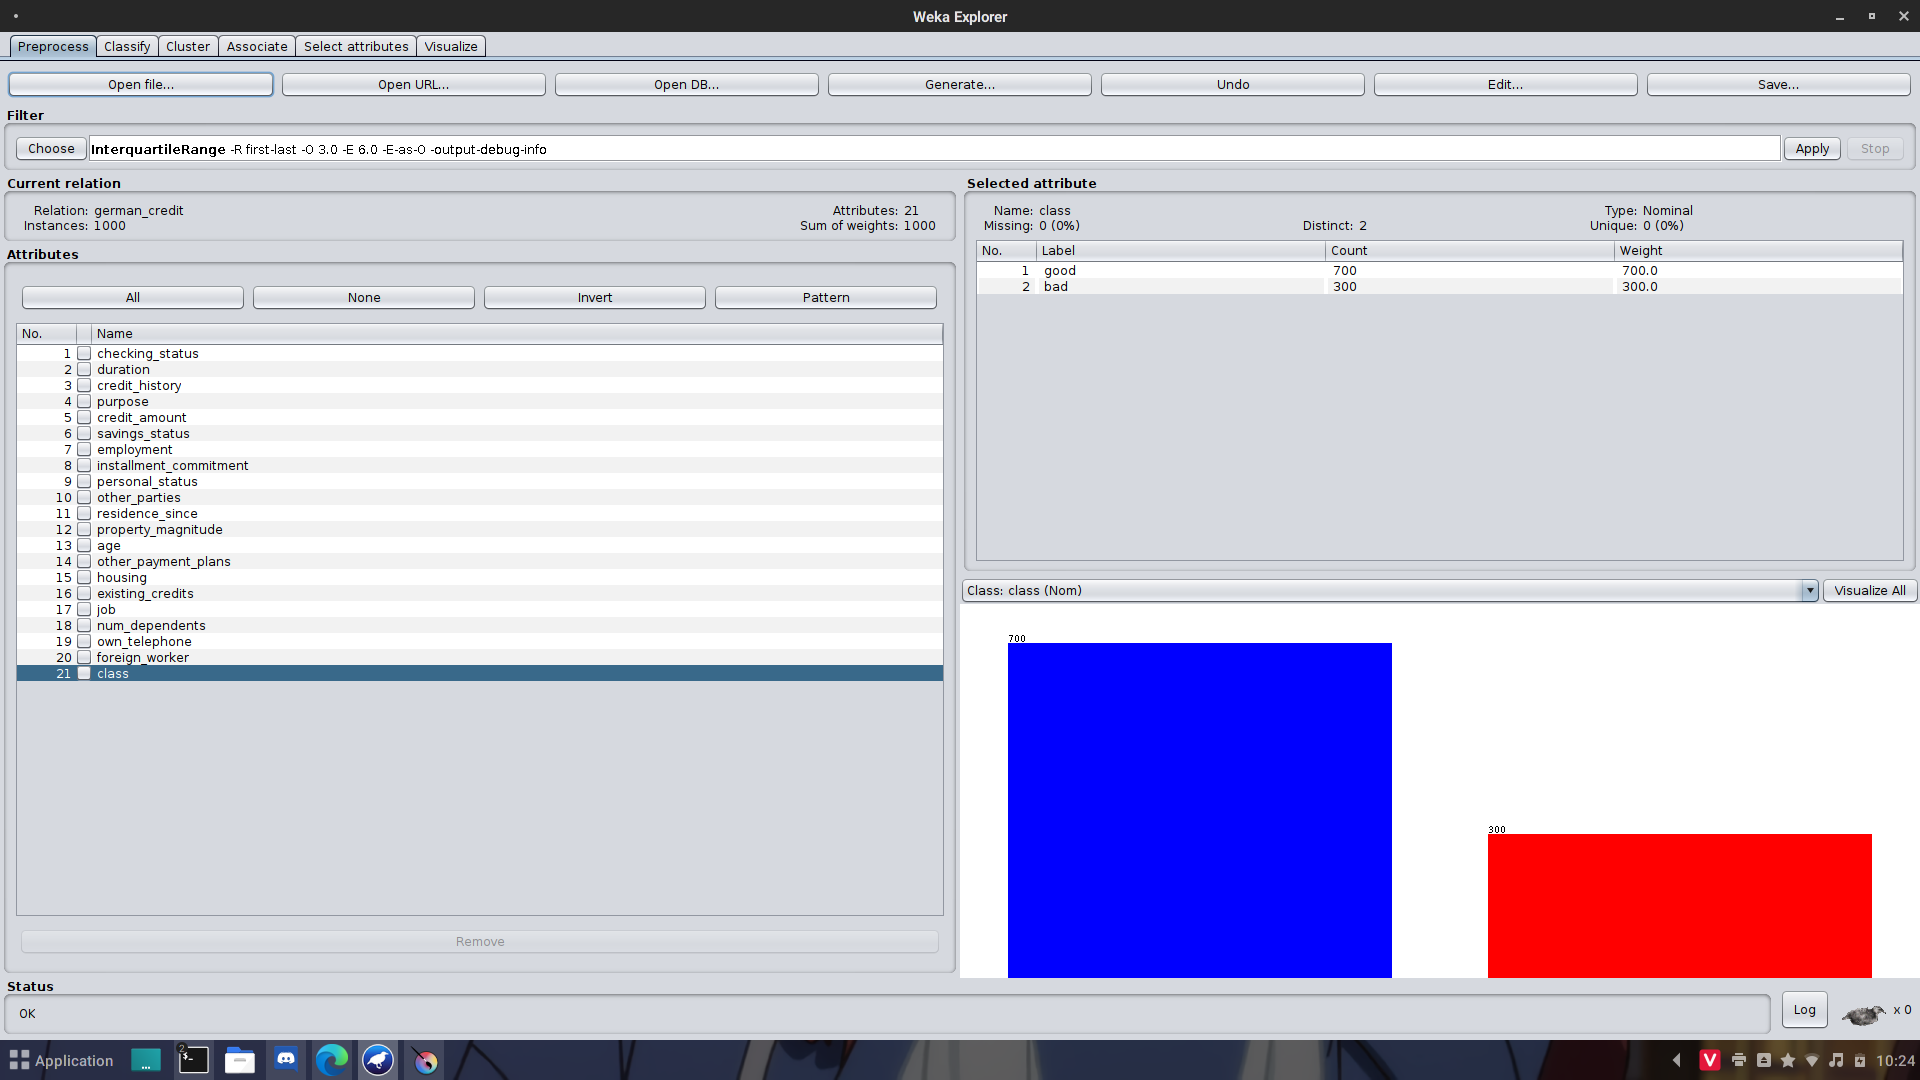 Weka Explorer
Preprocess Classify Cluster Associate Select attributes Visualize
Open file... Open URL... Open DB... Generate... Undo Edit... Save...
Filter
Choose InterquartileRange -R first-last -O 3.0 -E 6.0 -E-as-O -output-debug-info Apply Stop
Current relation
Relation: german_credit Attributes: 21
Instances: 1000 Sum of weights: 1000
Attributes
All None Invert Pattern
No. Name
1 checking_status
2 duration
3 credit_history
4 purpose
5 credit_amount
6 savings_status
7 employment
8 installment_commitment
9 personal_status
10 other_parties
11 residence_since
12 property_magnitude
13 age
14 other_payment_plans
15 housing
16 existing_credits
17 job
18 num_dependents
19 own_telephone
20 foreign_worker
21 class
Remove
Selected attribute
Name: class Type: Nominal
Missing: 0 (0%) Distinct: 2 Unique: 0 (0%)
No. Label Count Weight
1 good 700 700.0
2 bad 300 300.0
Class: class (Nom) Visualize All
700
300
Status
OK
Log x 0
Application 2 10:24